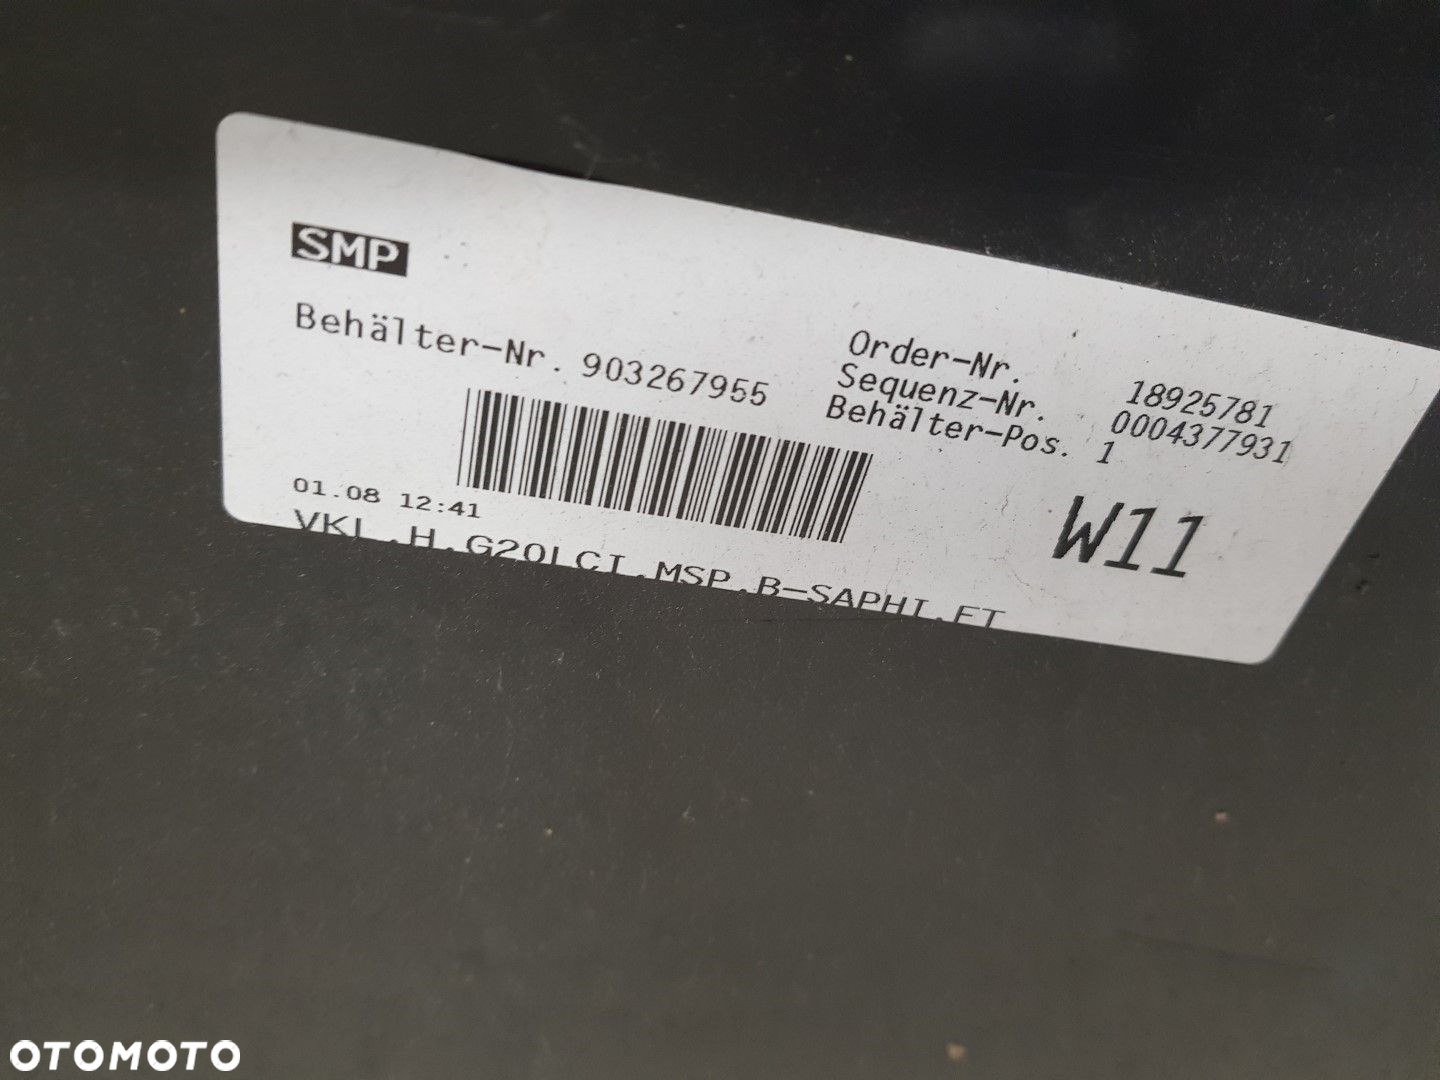 SMP
Behälter-Nr. 903267955
Order-Nr. 18925781
Sequenz-Nr. 0004377931
Behälter-Pos. 1
01.08 12:41
W11
VKL.H.G20LCI.MSP.B-SAPHI.FT
OTOMOTO